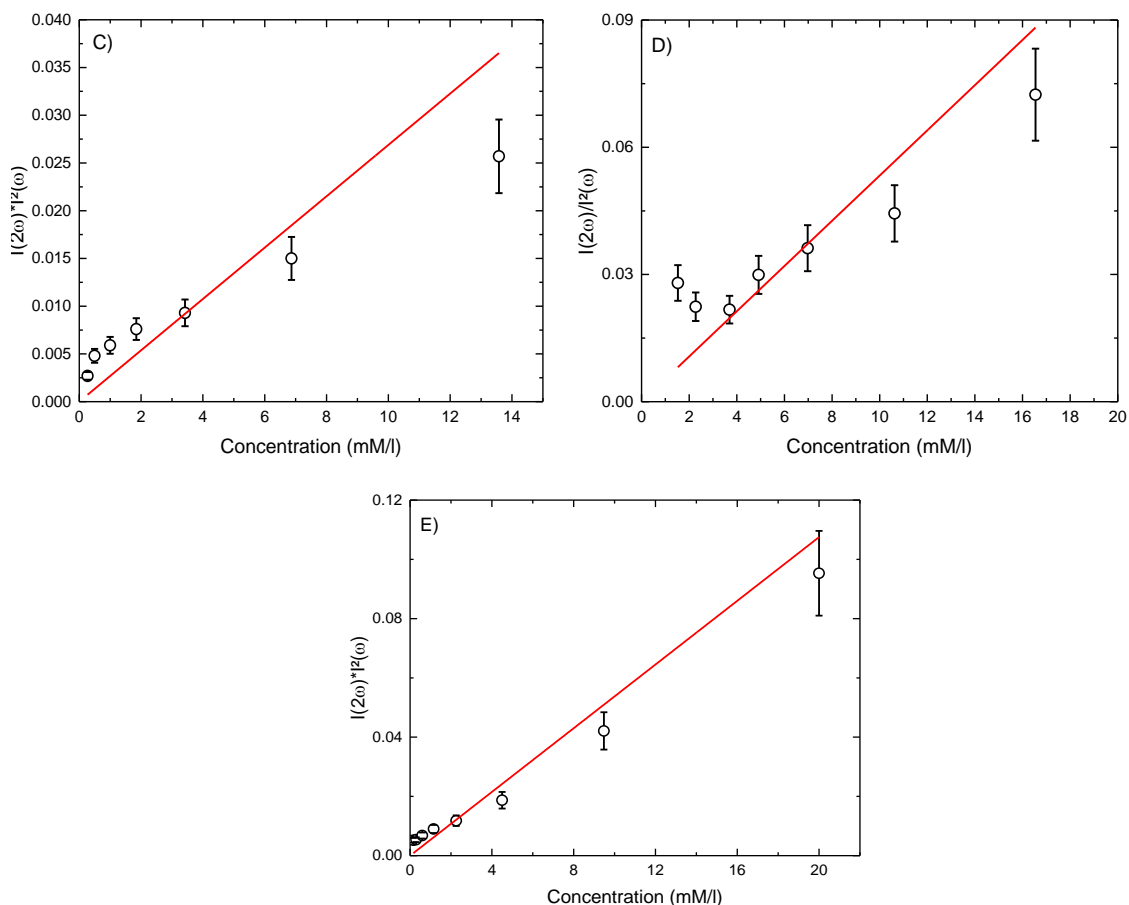 C)
I(2ω)*I²(ω)
0.040
0.035
0.030
0.025
0.020
0.015
0.010
0.005
0.000
0 2 4 6 8 10 12 14
Concentration (mM/l)
D)
I(2ω)/I²(ω)
0.09
0.06
0.03
0.00
0 2 4 6 8 10 12 14 16 18 20
Concentration (mM/l)
E)
I(2ω)*I²(ω)
0.12
0.08
0.04
0.00
0 4 8 12 16 20
Concentration (mM/l)